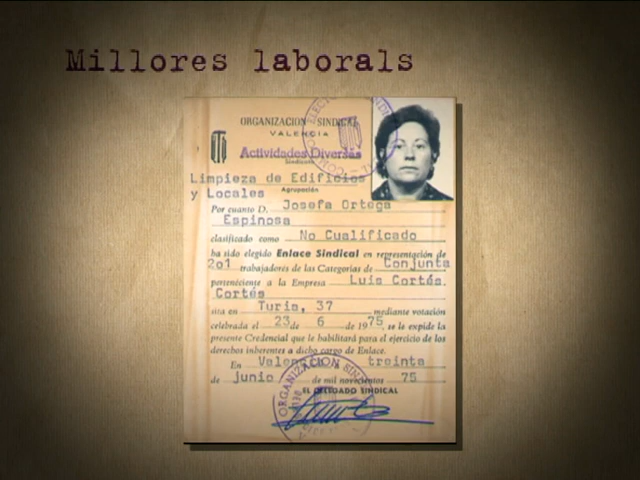 Millores laborals
ORGANIZACION SINDICAL
VALENCIA
Actividades Diversas
Sindicato
Limpieza de Edificios
y Locales
Agrupación
Por cuanto D. Josefa Ortega
Espinosa
clasificado como No Cualificado
ha sido elegido Enlace Sindical en representación de
201 trabajadores de las Categorías de Conjunta
perteneciente a la Empresa Luis Cortés.
Cortés
sita en Turia, 37 mediante votación
celebrada el 23 de 6 de 1975, se le expide la
presente Credencial que le habilitará para el ejercicio de los
derechos inherentes a dicho cargo de Enlace.
En Valencia treinta
de junio de mil novecientos 75
EL DELEGADO SINDICAL
ORGANIZACION SINDICAL